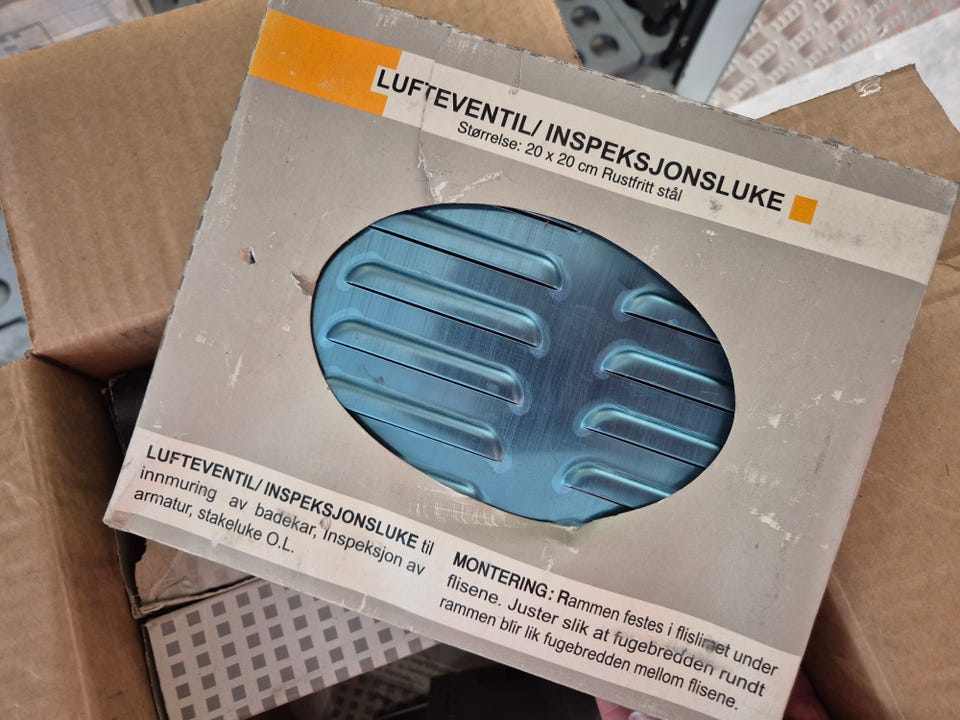 LUFTEVENTIL/ INSPEKSJONSLUKE
Størrelse: 20 x 20 cm Rustfritt stål
LUFTEVENTIL/ INSPEKSJONSLUKE til
innmuring av badekar, Inspeksjon av
armatur, stakeluke O.L.
MONTERING: Rammen festes i flislimet under
flisene. Juster slik at fugebredden rundt
rammen blir lik fugebredden mellom flisene.